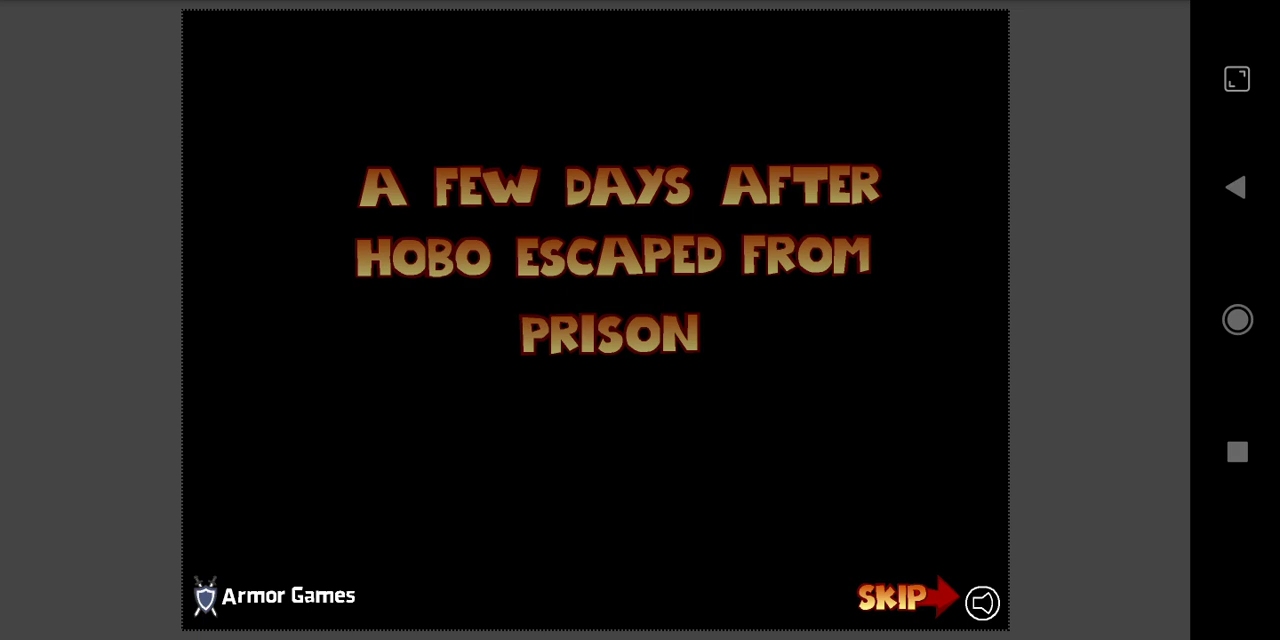 A FEW DAYS AFTER
HOBO ESCAPED FROM
PRISON
Armor Games
SKIP